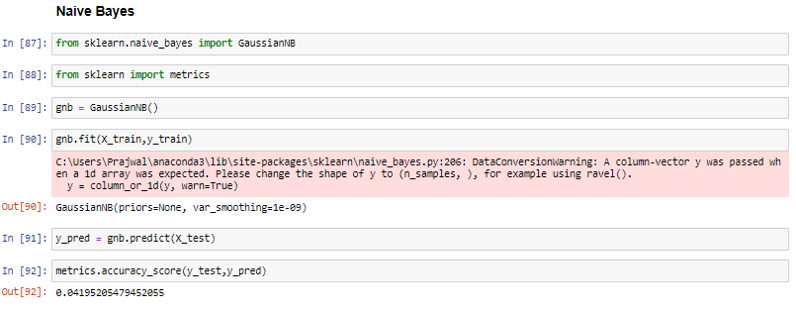 Naive Bayes
In [87]: from sklearn.naive_bayes import GaussianNB
In [88]: from sklearn import metrics
In [89]: gnb = GaussianNB()
In [90]: gnb.fit(X_train,y_train)
C:\Users\Prajwal\anaconda3\lib\site-packages\sklearn\naive_bayes.py:206: DataConversionWarning: A column-vector y was passed wh
en a 1d array was expected. Please change the shape of y to (n_samples, ), for example using ravel().
  y = column_or_1d(y, warn=True)
Out[90]: GaussianNB(priors=None, var_smoothing=1e-09)
In [91]: y_pred = gnb.predict(X_test)
In [92]: metrics.accuracy_score(y_test,y_pred)
Out[92]: 0.04195205479452055